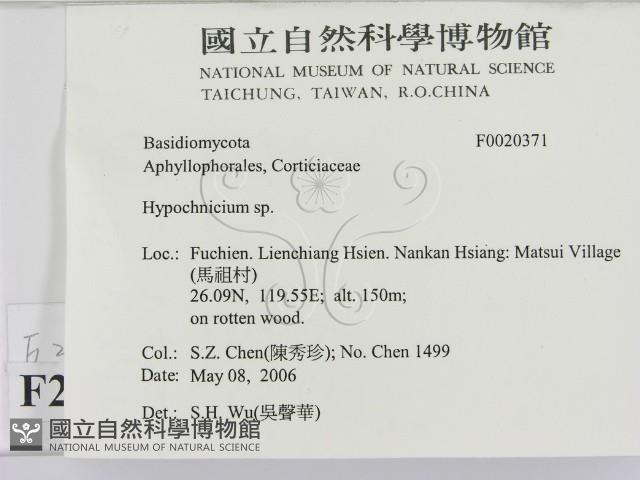 國立自然科學博物館
NATIONAL MUSEUM OF NATURAL SCIENCE
TAICHUNG, TAIWAN, R.O.CHINA
Basidiomycota F0020371
Aphyllophorales, Corticiaceae
Hypochnicium sp.
Loc.: Fuchien. Lienchiang Hsien. Nankan Hsiang: Matsui Village
(馬祖村)
26.09N, 119.55E; alt. 150m;
on rotten wood.
Col.: S.Z. Chen(陳秀珍); No. Chen 1499
Date: May 08, 2006
Det.: S.H. Wu(吳聲華)
F2
國立自然科學博物館
NATIONAL MUSEUM OF NATURAL SCIENCE